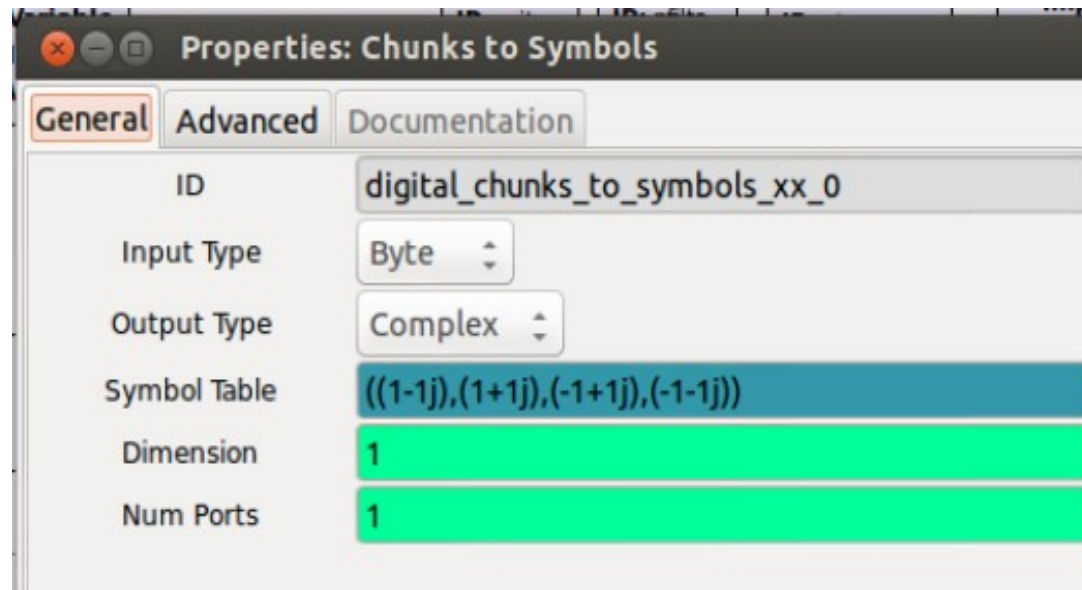 Variable
Properties: Chunks to Symbols
General Advanced Documentation
ID digital_chunks_to_symbols_xx_0
Input Type Byte
Output Type Complex
Symbol Table ((1-1j),(1+1j),(-1+1j),(-1-1j))
Dimension 1
Num Ports 1